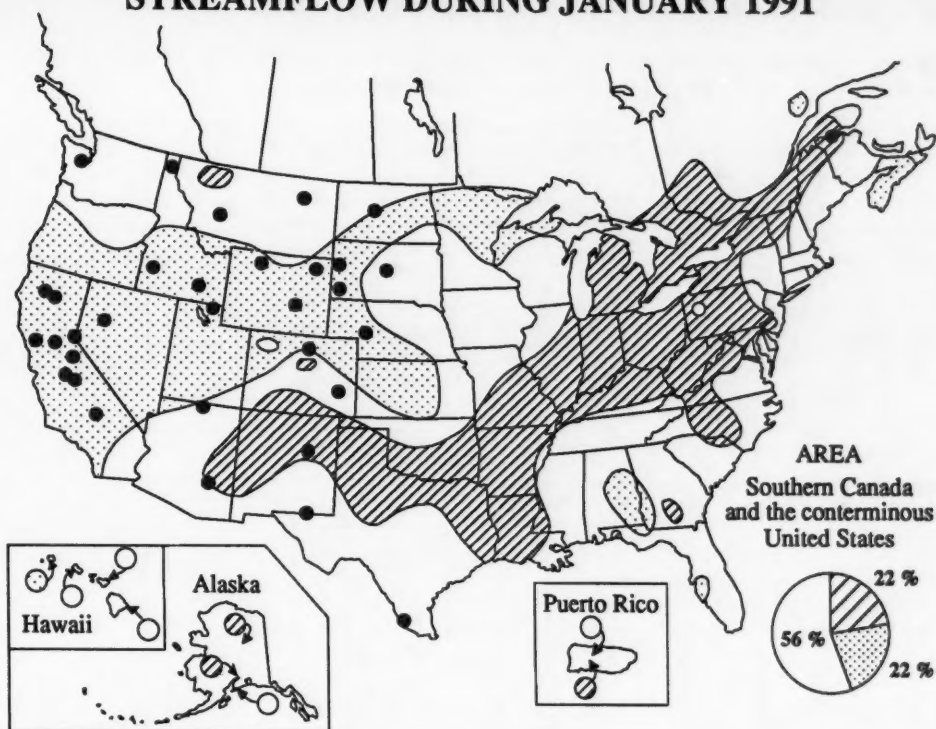 STREAMFLOW DURING JANUARY 1991
AREA
Southern Canada
and the conterminous
United States
22 %
56 %
22 %
Hawaii
Alaska
Puerto Rico